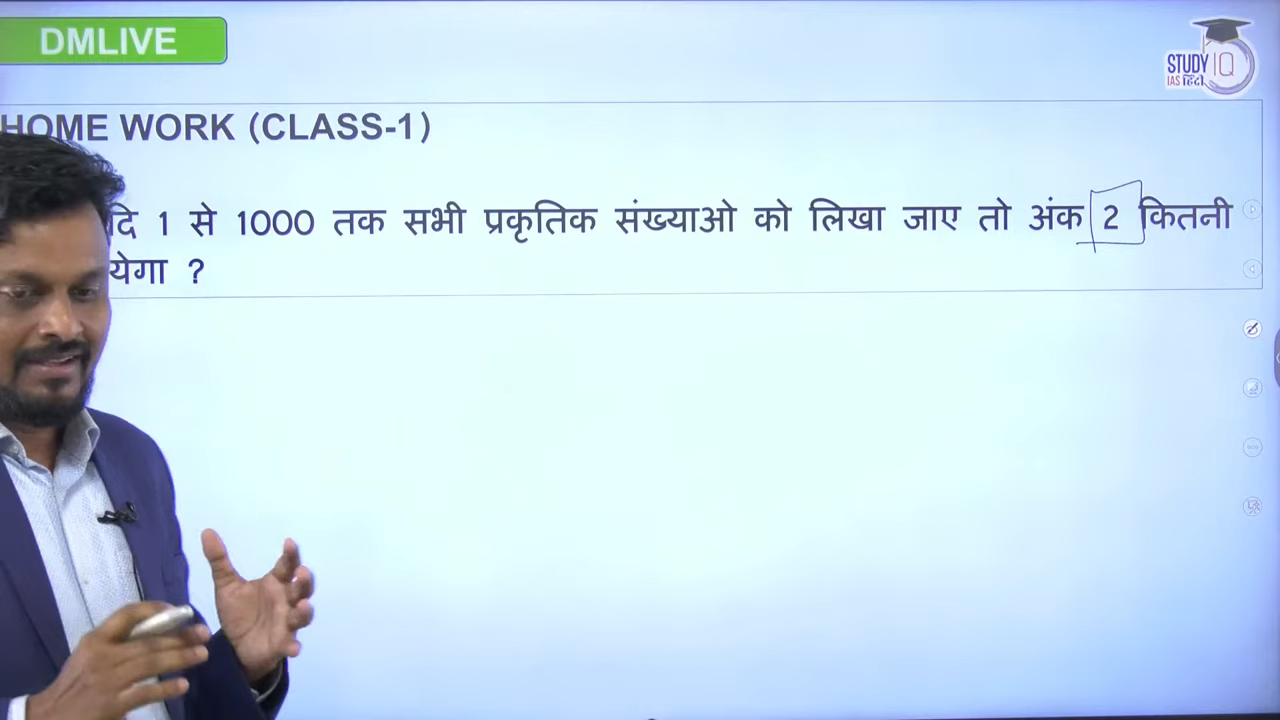 DMLIVE
STUDY IQ
IAS हिंदी
HOME WORK (CLASS-1)
1 से 1000 तक सभी प्रकृतिक संख्याओ को लिखा जाए तो अंक 2 कितनी
?